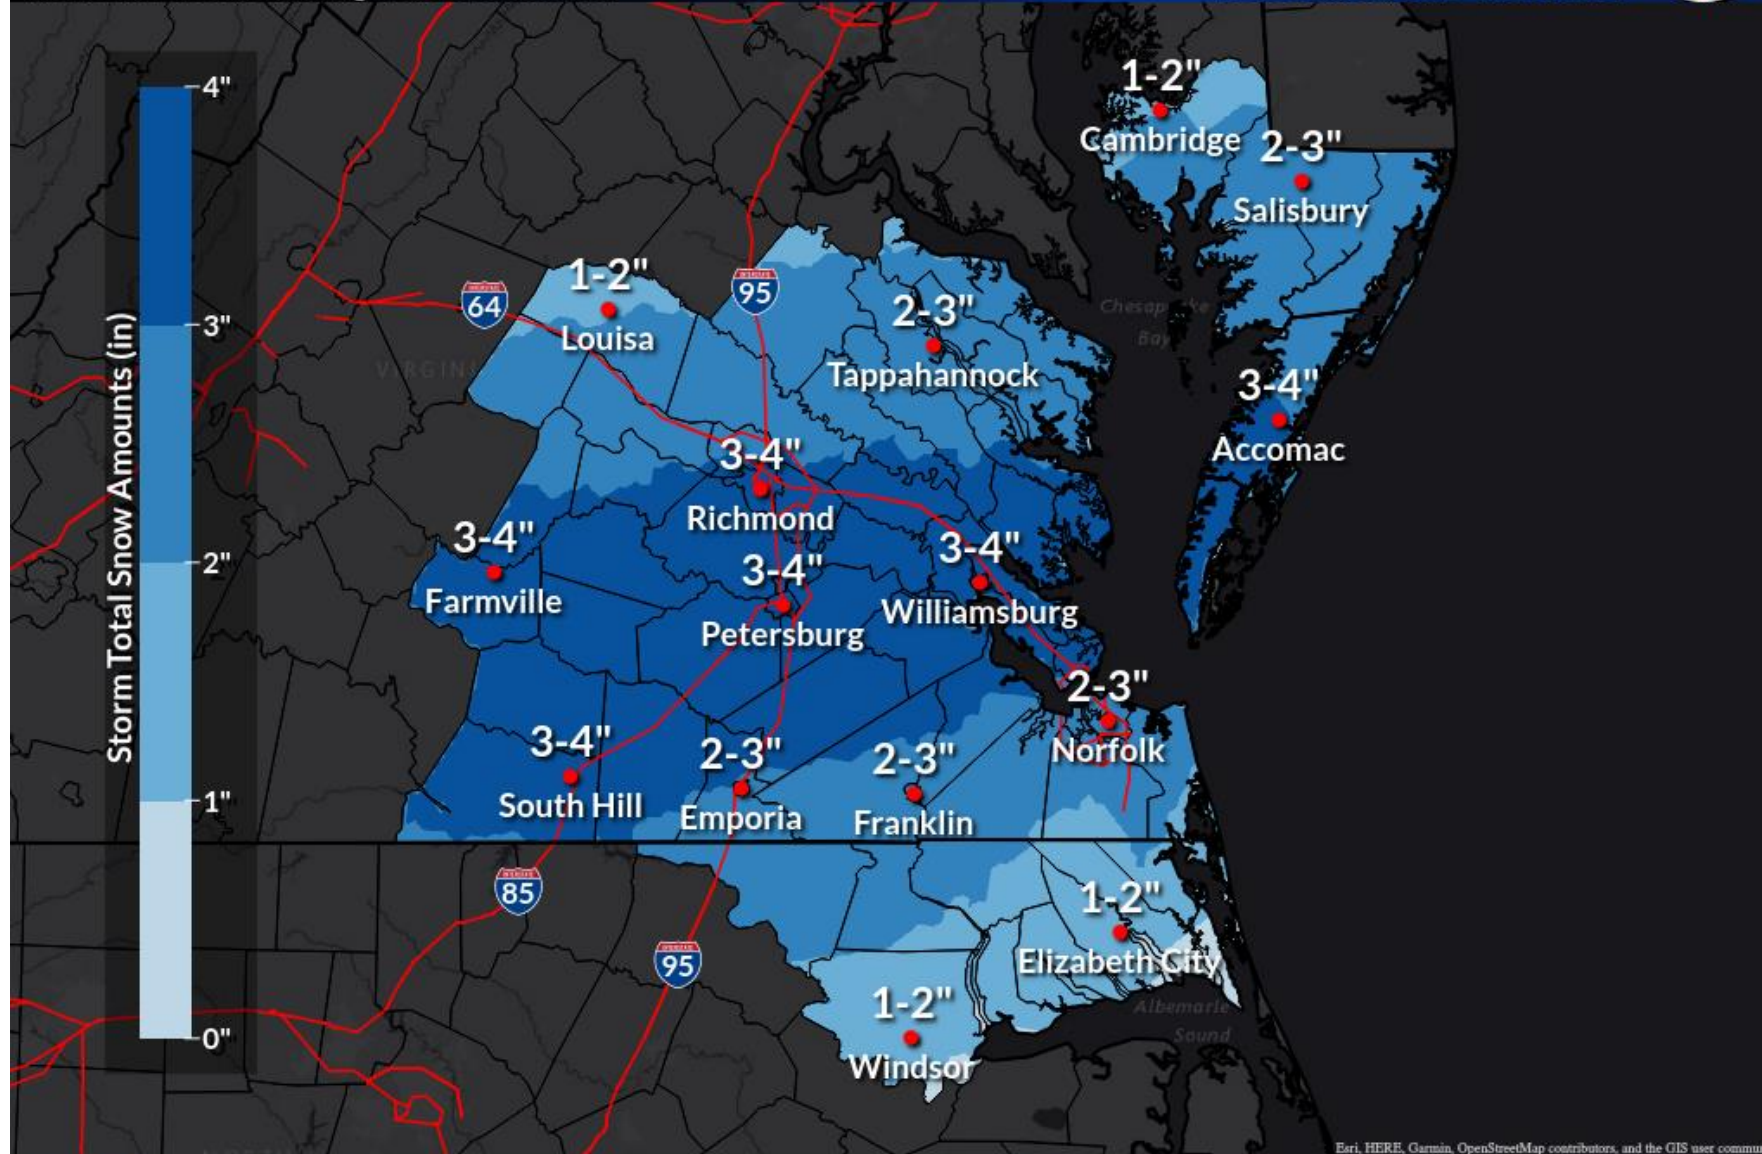 4"
3"
2"
1"
0"
Storm Total Snow Amounts (in)
1-2"
Cambridge
2-3"
Salisbury
1-2"
Louisa
64
95
2-3"
Tappahannock
Chesapeake
Bay
VIRGINI
3-4"
Accomac
3-4"
Richmond
3-4"
Farmville
3-4"
Petersburg
3-4"
Williamsburg
2-3"
Norfolk
3-4"
South Hill
2-3"
Emporia
2-3"
Franklin
85
95
1-2"
Elizabeth City
1-2"
Windsor
Albemarle
Sound
Esri, HERE, Garmin, OpenStreetMap contributors, and the GIS user commu